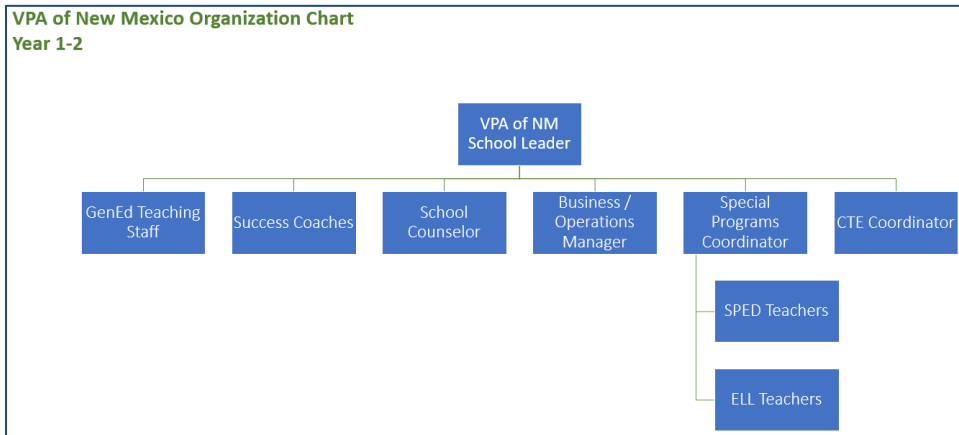 VPA of New Mexico Organization Chart
Year 1-2
VPA of NM
School Leader
GenEd Teaching
Staff
Success Coaches
School
Counselor
Business /
Operations
Manager
Special
Programs
Coordinator
CTE Coordinator
SPED Teachers
ELL Teachers